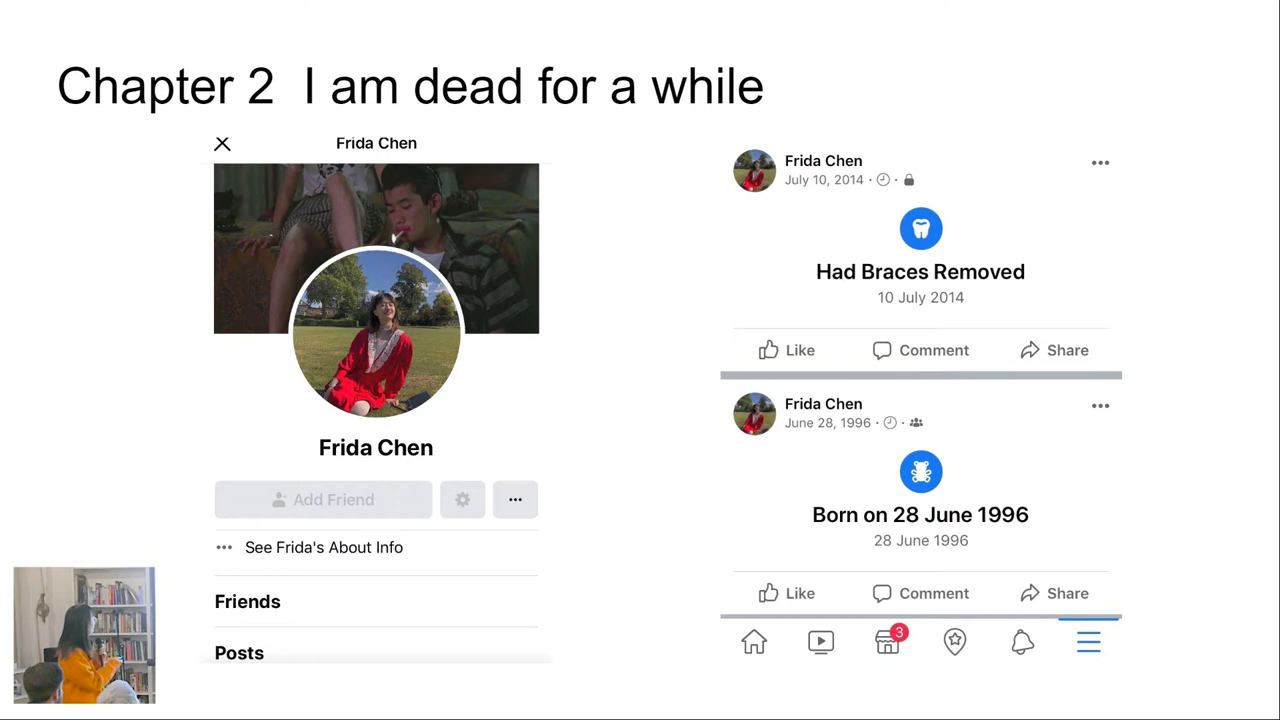 Chapter 2 I am dead for a while
Frida Chen
Frida Chen
Add Friend
See Frida's About Info
Friends
Posts
Frida Chen
July 10, 2014
Had Braces Removed
10 July 2014
Like Comment Share
Frida Chen
June 28, 1996
Born on 28 June 1996
28 June 1996
Like Comment Share
3